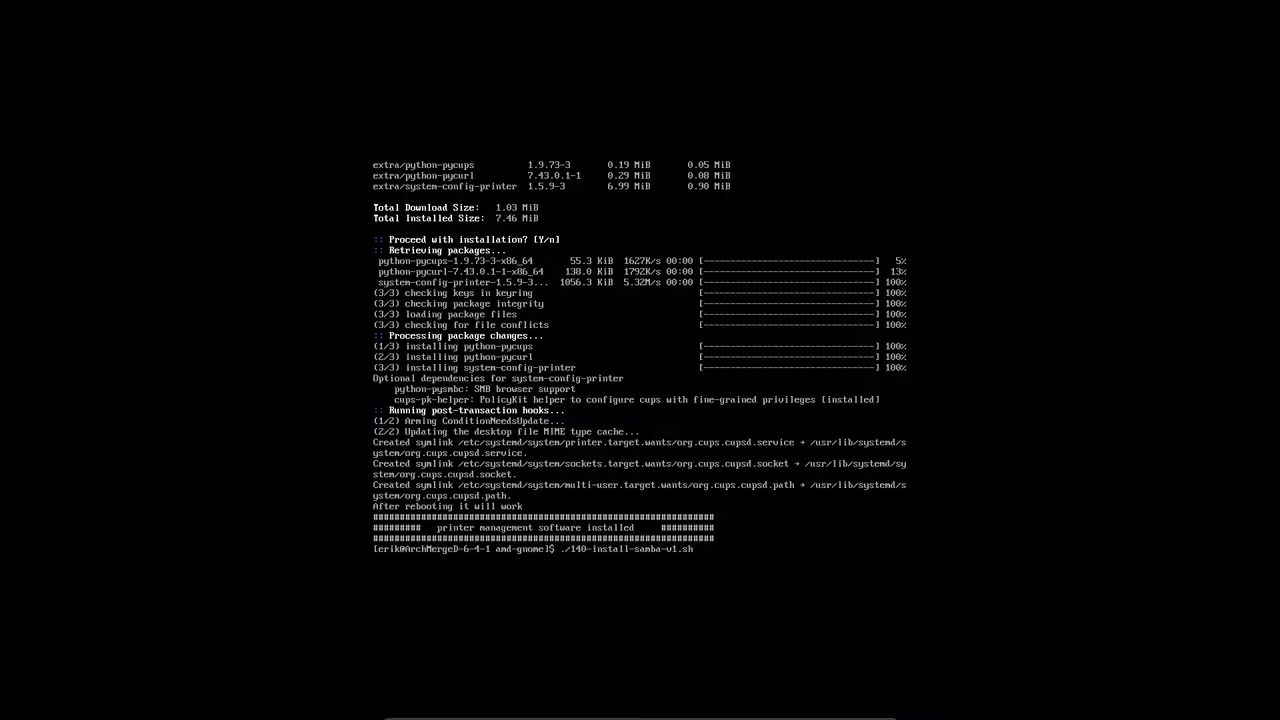 extra/python-pycups 1.9.73-3 0.19 MiB 0.05 MiB
extra/python-pycurl 7.43.0.1-1 0.29 MiB 0.08 MiB
extra/system-config-printer 1.5.9-3 6.99 MiB 0.90 MiB
Total Download Size: 1.03 MiB
Total Installed Size: 7.46 MiB
:: Proceed with installation? [Y/n]
:: Retrieving packages...
python-pycups-1.9.73-3-x86_64 55.3 KiB 1627K/s 00:00 [--------------------------------] 5%
python-pycurl-7.43.0.1-1-x86_64 138.0 KiB 1792K/s 00:00 [--------------------------------] 13%
system-config-printer-1.5.9-3... 1056.3 KiB 5.32M/s 00:00 [--------------------------------] 100%
(3/3) checking keys in keyring [--------------------------------] 100%
(3/3) checking package integrity [--------------------------------] 100%
(3/3) loading package files [--------------------------------] 100%
(3/3) checking for file conflicts [--------------------------------] 100%
:: Processing package changes...
(1/3) installing python-pycups [--------------------------------] 100%
(2/3) installing python-pycurl [--------------------------------] 100%
(3/3) installing system-config-printer [--------------------------------] 100%
Optional dependencies for system-config-printer
python-pysmbc: SMB browser support
cups-pk-helper: PolicyKit helper to configure cups with fine-grained privileges [installed]
:: Running post-transaction hooks...
(1/2) Arming ConditionNeedsUpdate...
(2/2) Updating the desktop file MIME type cache...
Created symlink /etc/systemd/system/printer.target.wants/org.cups.cupsd.service → /usr/lib/systemd/s
ystem/org.cups.cupsd.service.
Created symlink /etc/systemd/system/sockets.target.wants/org.cups.cupsd.socket → /usr/lib/systemd/sy
stem/org.cups.cupsd.socket.
Created symlink /etc/systemd/system/multi-user.target.wants/org.cups.cupsd.path → /usr/lib/systemd/s
ystem/org.cups.cupsd.path.
After rebooting it will work
################################################################
######### printer management software installed ##########
################################################################
[erik@ArchMergeD-6-4-1 amd-gnome]$ ./140-install-samba-v1.sh